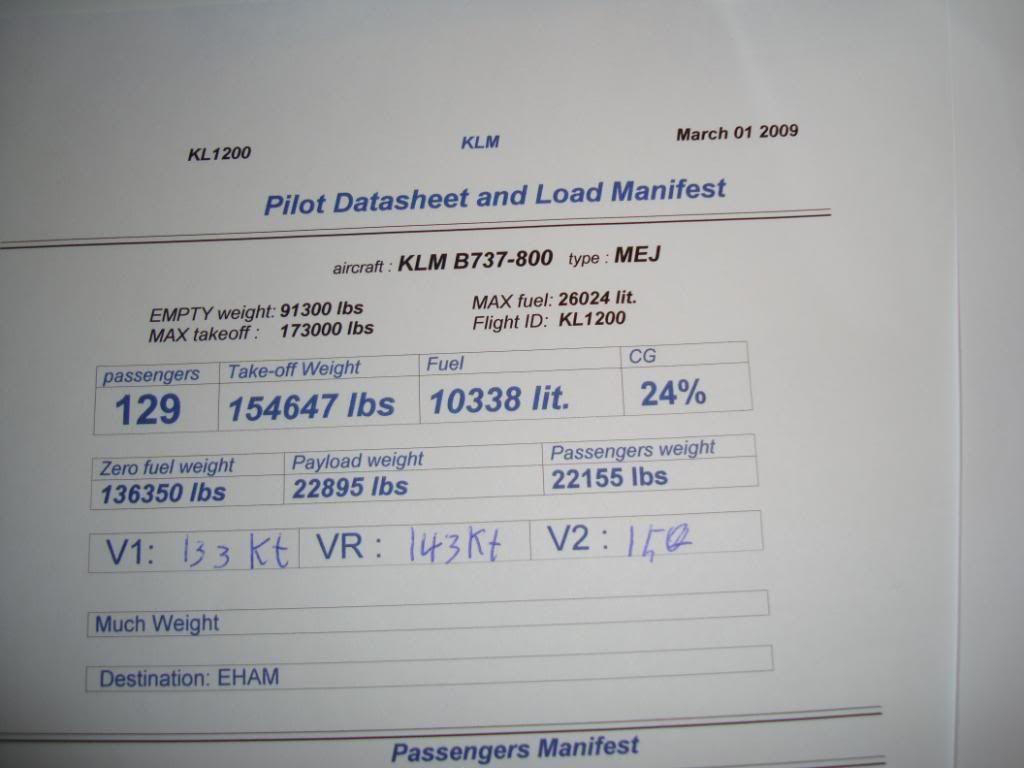 KL1200 KLM March 01 2009
Pilot Datasheet and Load Manifest
aircraft : KLM B737-800 type : MEJ
EMPTY weight: 91300 lbs MAX fuel: 26024 lit.
MAX takeoff : 173000 lbs Flight ID: KL1200
passengers Take-off Weight Fuel CG
129 154647 lbs 10338 lit. 24%
Zero fuel weight Payload weight Passengers weight
136350 lbs 22895 lbs 22155 lbs
V1: 133 Kt VR : 143Kt V2 :
Much Weight
Destination: EHAM
Passengers Manifest